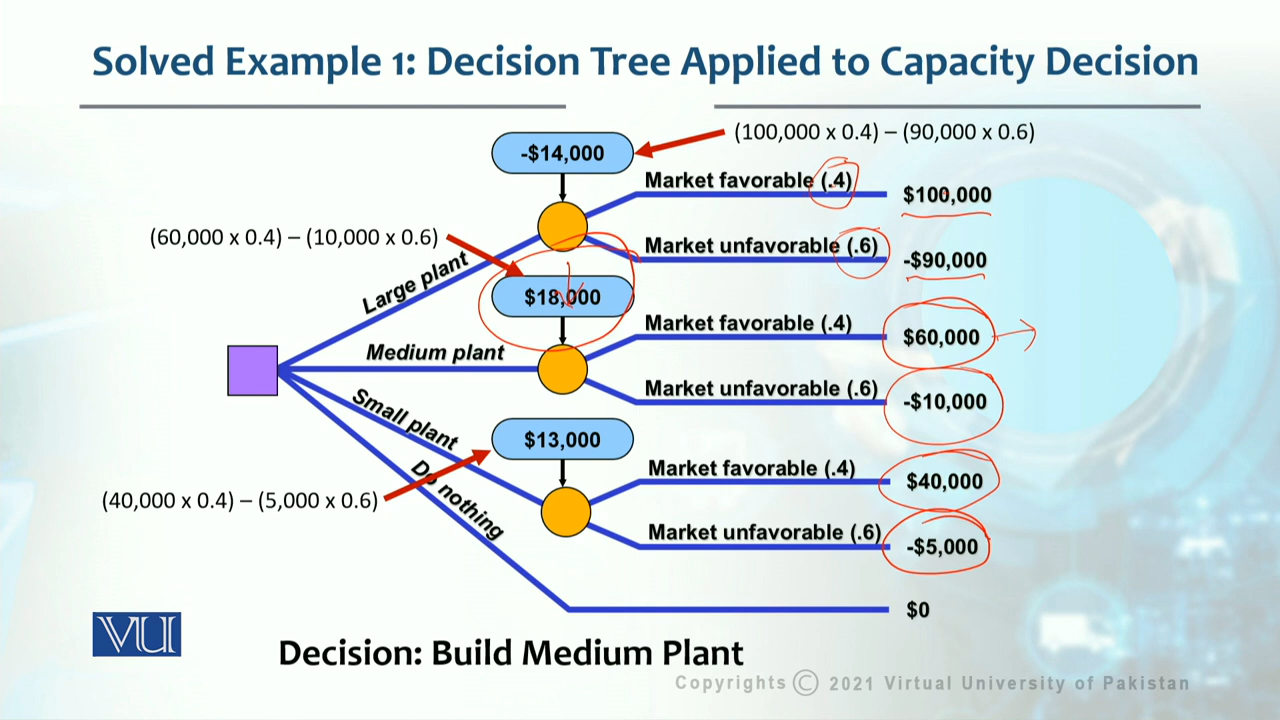 Solved Example 1: Decision Tree Applied to Capacity Decision
(100,000 x 0.4) – (90,000 x 0.6)
-$14,000
Market favorable (.4)
$100,000
(60,000 x 0.4) – (10,000 x 0.6)
Market unfavorable (.6)
-$90,000
Large plant
$18,000
Market favorable (.4)
$60,000
Medium plant
Market unfavorable (.6)
-$10,000
Small plant
$13,000
Market favorable (.4)
$40,000
(40,000 x 0.4) – (5,000 x 0.6)
Do nothing
Market unfavorable (.6)
-$5,000
$0
VU
Decision: Build Medium Plant
Copyrights © 2021 Virtual University of Pakistan